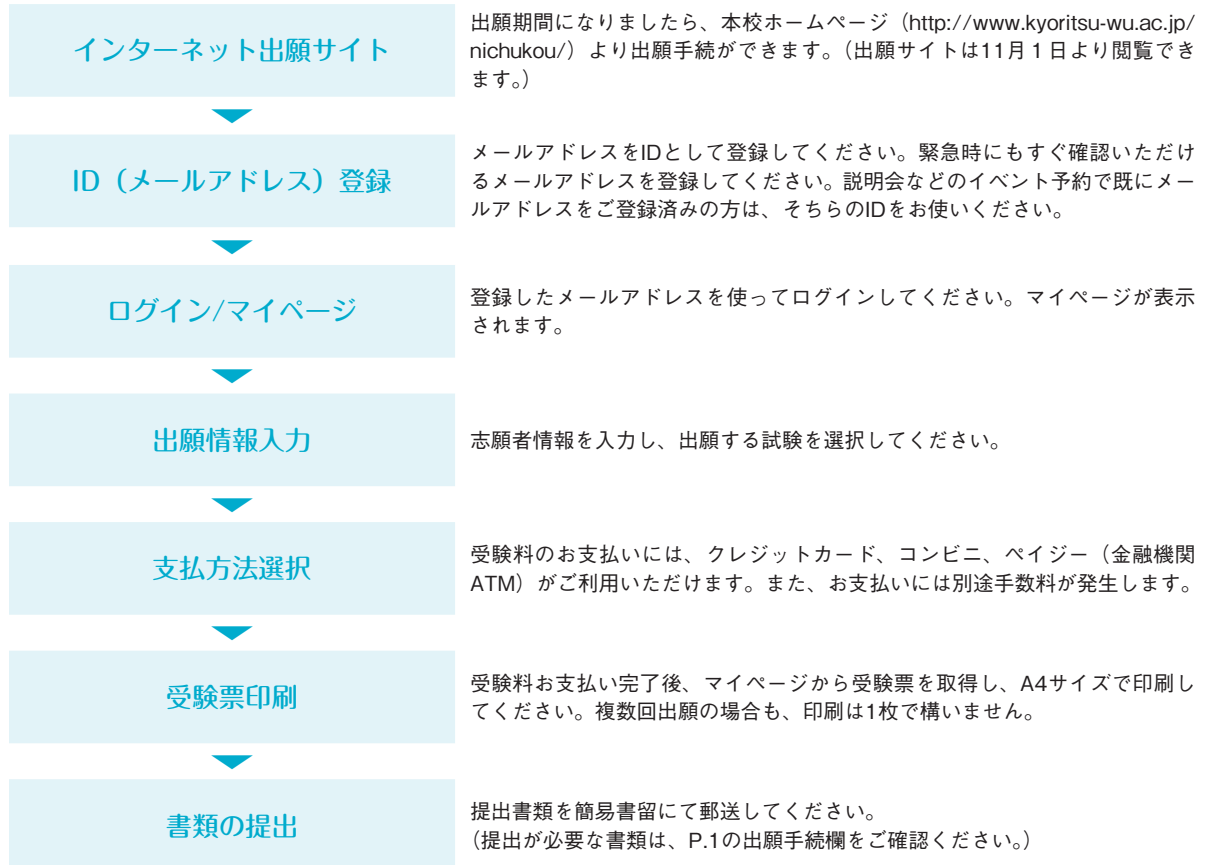 インターネット出願サイト
出願期間になりましたら、本校ホームページ（http://www.kyoritsu-wu.ac.jp/
nichukou/）より出願手続ができます。（出願サイトは11月１日より閲覧でき
ます。）
ID（メールアドレス）登録
メールアドレスをIDとして登録してください。緊急時にもすぐ確認いただけ
るメールアドレスを登録してください。説明会などのイベント予約で既にメー
ルアドレスをご登録済みの方は、そちらのIDをお使いください。
ログイン/マイページ
登録したメールアドレスを使ってログインしてください。マイページが表示
されます。
出願情報入力
志願者情報を入力し、出願する試験を選択してください。
支払方法選択
受験料のお支払いには、クレジットカード、コンビニ、ペイジー（金融機関
ATM）がご利用いただけます。また、お支払いには別途手数料が発生します。
受験票印刷
受験料お支払い完了後、マイページから受験票を取得し、A4サイズで印刷し
てください。複数回出願の場合も、印刷は1枚で構いません。
書類の提出
提出書類を簡易書留にて郵送してください。
（提出が必要な書類は、P.1の出願手続欄をご確認ください。）